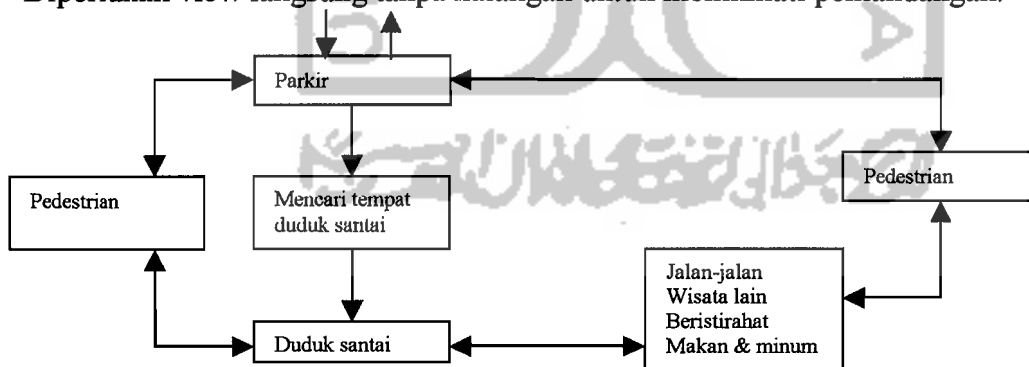 Diperlukan view langsung tanpa halangan untuk menikmati pemandangan.
Parkir
Pedestrian
Mencari tempat
duduk santai
Pedestrian
Jalan-jalan
Wisata lain
Beristirahat
Makan & minum
Duduk santai